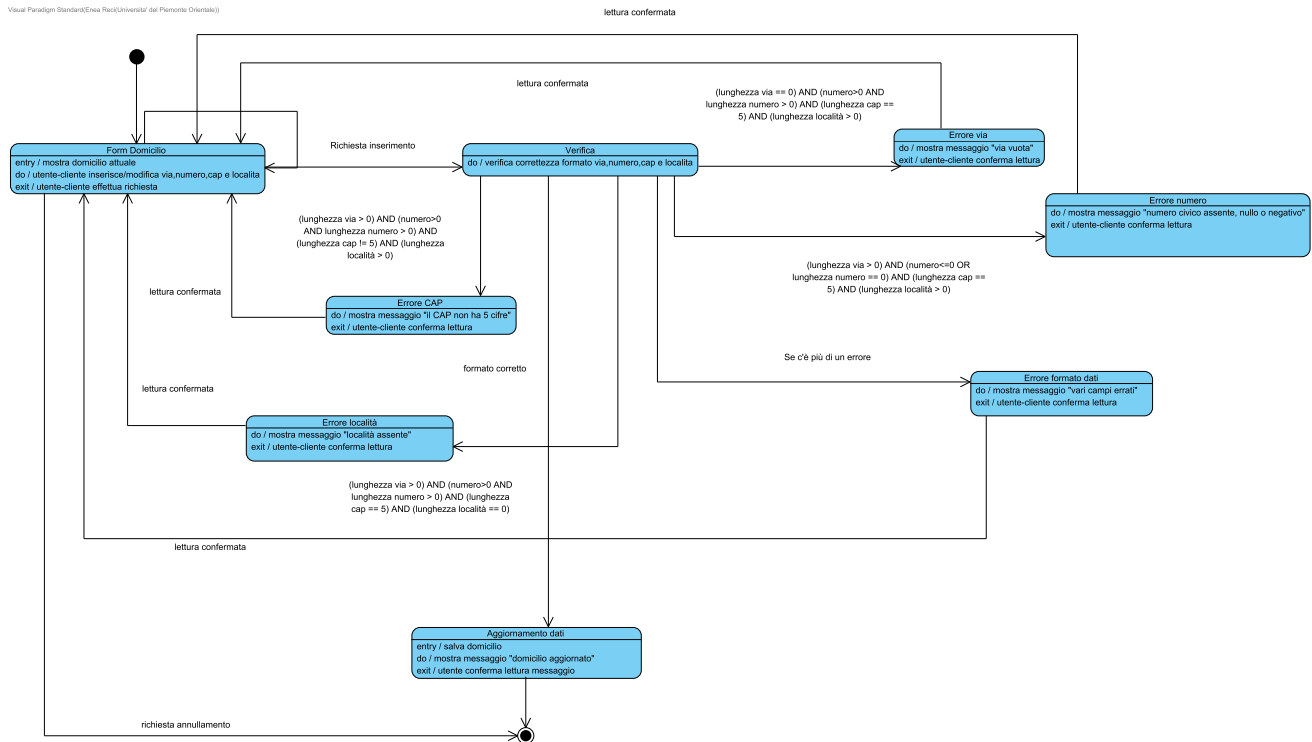 Visual Paradigm Standard(Enea Reci(Universita' del Piemonte Orientale))
lettura confermata
lettura confermata
(lunghezza via == 0) AND (numero>0 AND
lunghezza numero > 0) AND (lunghezza cap ==
5) AND (lunghezza località > 0)
Form Domicilio
entry / mostra domicilio attuale
do / utente-cliente inserisce/modifica via,numero,cap e localita
exit / utente-cliente effettua richiesta
Richiesta inserimento
Verifica
do / verifica correttezza formato via,numero,cap e localita
Errore via
do / mostra messaggio "via vuota"
exit / utente-cliente conferma lettura
Errore numero
do / mostra messaggio "numero civico assente, nullo o negativo"
exit / utente-cliente conferma lettura
(lunghezza via > 0) AND (numero>0
AND lunghezza numero > 0) AND
(lunghezza cap != 5) AND (lunghezza
località > 0)
(lunghezza via > 0) AND (numero<=0 OR
lunghezza numero == 0) AND (lunghezza cap ==
5) AND (lunghezza località > 0)
lettura confermata
Errore CAP
do / mostra messaggio "il CAP non ha 5 cifre"
exit / utente-cliente conferma lettura
Se c'è più di un errore
formato corretto
lettura confermata
Errore formato dati
do / mostra messaggio "vari campi errati"
exit / utente-cliente conferma lettura
Errore località
do / mostra messaggio "località assente"
exit / utente-cliente conferma lettura
(lunghezza via > 0) AND (numero>0 AND
lunghezza numero > 0) AND (lunghezza
cap == 5) AND (lunghezza località == 0)
lettura confermata
Aggiornamento dati
entry / salva domicilio
do / mostra messaggio "domicilio aggiornato"
exit / utente conferma lettura messaggio
richiesta annullamento